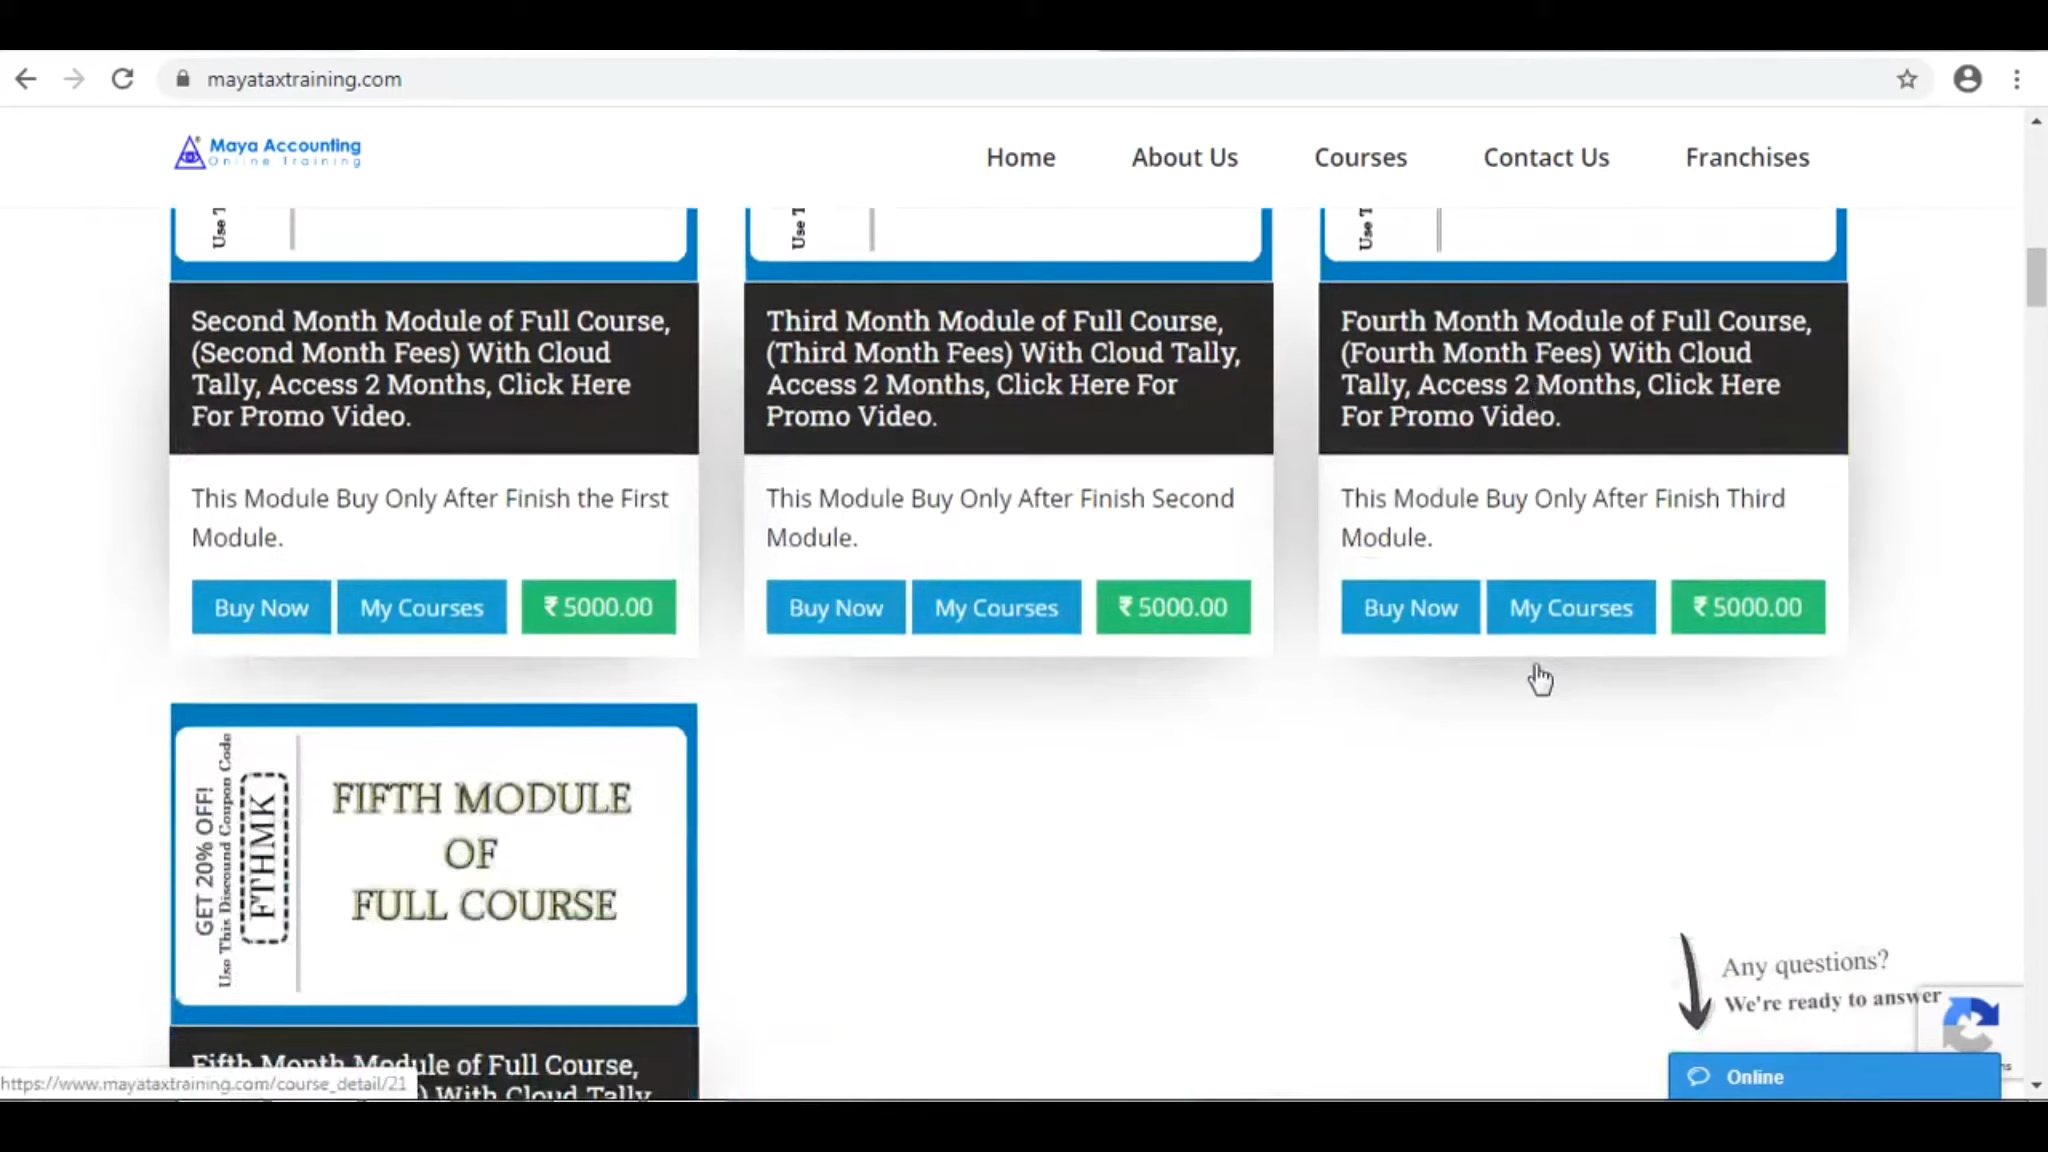 mayataxtraining.com
Maya Accounting
Online Training
Home
About Us
Courses
Contact Us
Franchises
Use T
Use T
Use T
Second Month Module of Full Course,
(Second Month Fees) With Cloud
Tally, Access 2 Months, Click Here
For Promo Video.
This Module Buy Only After Finish the First
Module.
Buy Now
My Courses
₹ 5000.00
Third Month Module of Full Course,
(Third Month Fees) With Cloud Tally,
Access 2 Months, Click Here For
Promo Video.
This Module Buy Only After Finish Second
Module.
Buy Now
My Courses
₹ 5000.00
Fourth Month Module of Full Course,
(Fourth Month Fees) With Cloud
Tally, Access 2 Months, Click Here
For Promo Video.
This Module Buy Only After Finish Third
Module.
Buy Now
My Courses
₹ 5000.00
GET 20% OFF!
Use This Discound Coupon Code
FTHMK
FIFTH MODULE
OF
FULL COURSE
Fifth Month Module of Full Course,
) With Cloud Tally
https://www.mayataxtraining.com/course_detail/21
Any questions?
We're ready to answer
Online